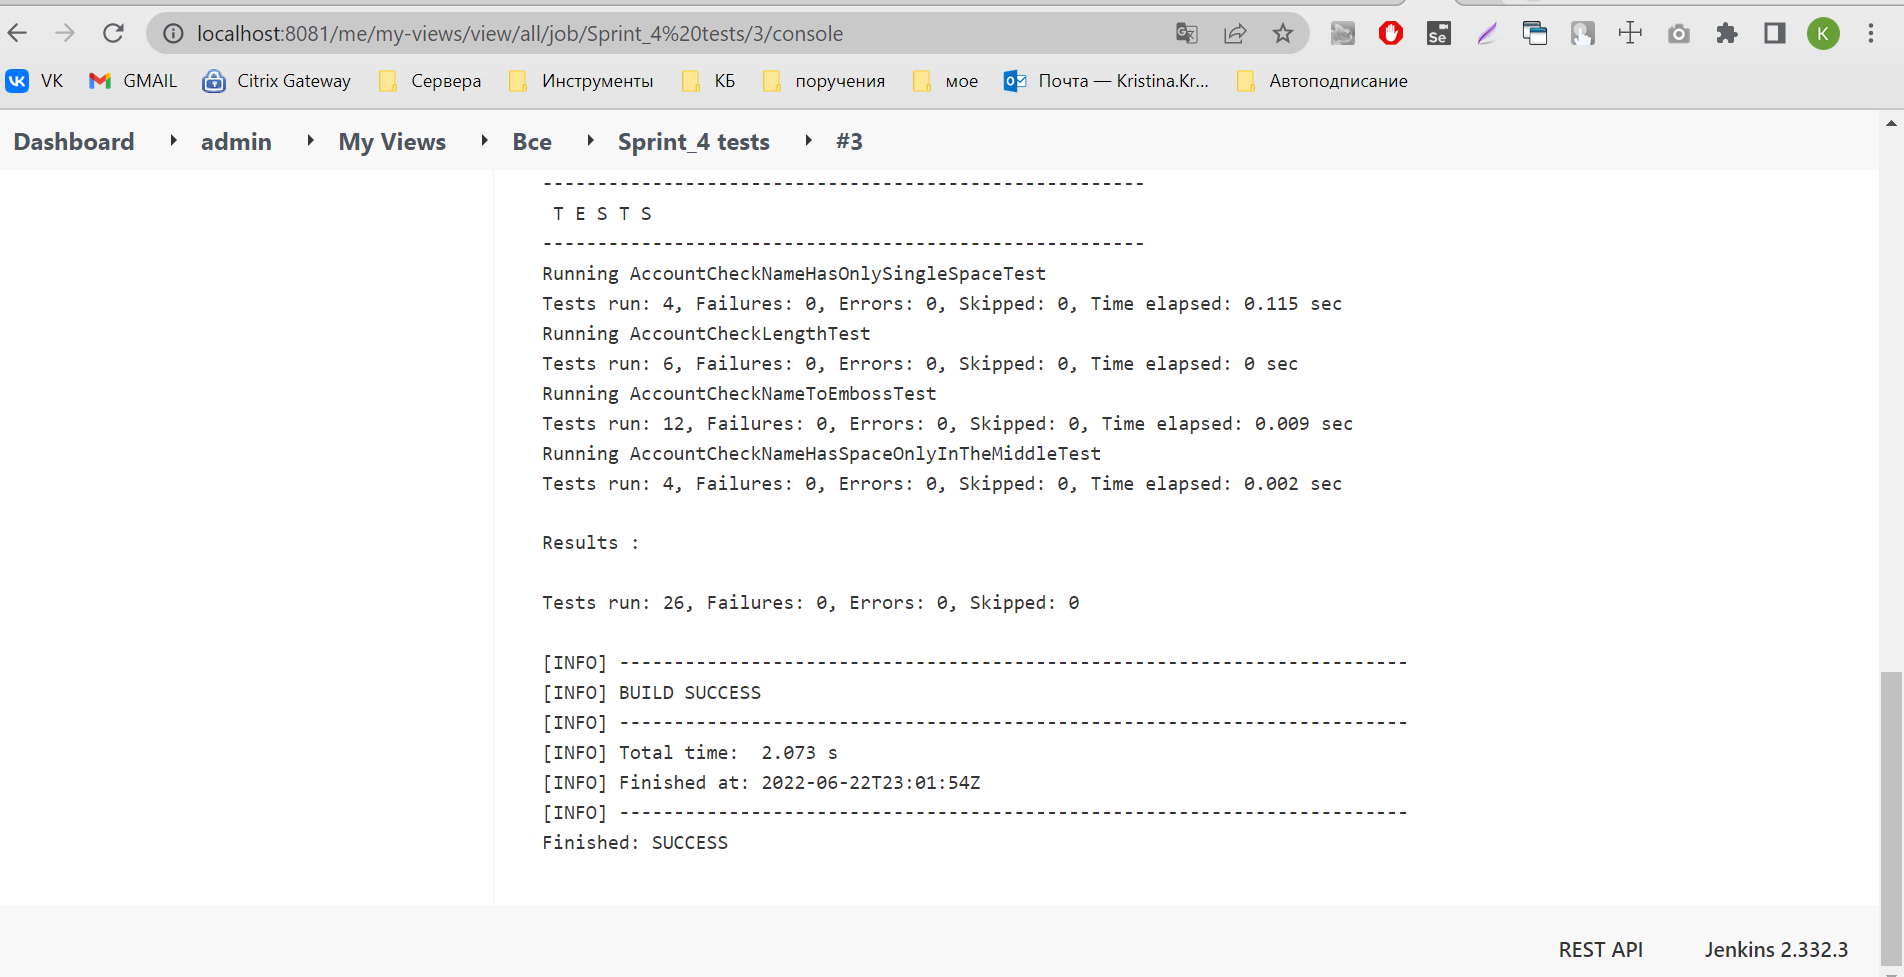 localhost:8081/me/my-views/view/all/job/Sprint_4%20tests/3/console
Se
K
VK GMAIL Citrix Gateway Сервера Инструменты КБ поручения мое Почта — Kristina.Kr... Автоподписание
Dashboard admin My Views Все Sprint_4 tests #3
-------------------------------------------------------
T E S T S
-------------------------------------------------------
Running AccountCheckNameHasOnlySingleSpaceTest
Tests run: 4, Failures: 0, Errors: 0, Skipped: 0, Time elapsed: 0.115 sec
Running AccountCheckLengthTest
Tests run: 6, Failures: 0, Errors: 0, Skipped: 0, Time elapsed: 0 sec
Running AccountCheckNameToEmbossTest
Tests run: 12, Failures: 0, Errors: 0, Skipped: 0, Time elapsed: 0.009 sec
Running AccountCheckNameHasSpaceOnlyInTheMiddleTest
Tests run: 4, Failures: 0, Errors: 0, Skipped: 0, Time elapsed: 0.002 sec
Results :
Tests run: 26, Failures: 0, Errors: 0, Skipped: 0
[INFO] ------------------------------------------------------------------------
[INFO] BUILD SUCCESS
[INFO] ------------------------------------------------------------------------
[INFO] Total time:  2.073 s
[INFO] Finished at: 2022-06-22T23:01:54Z
[INFO] ------------------------------------------------------------------------
Finished: SUCCESS
REST API Jenkins 2.332.3